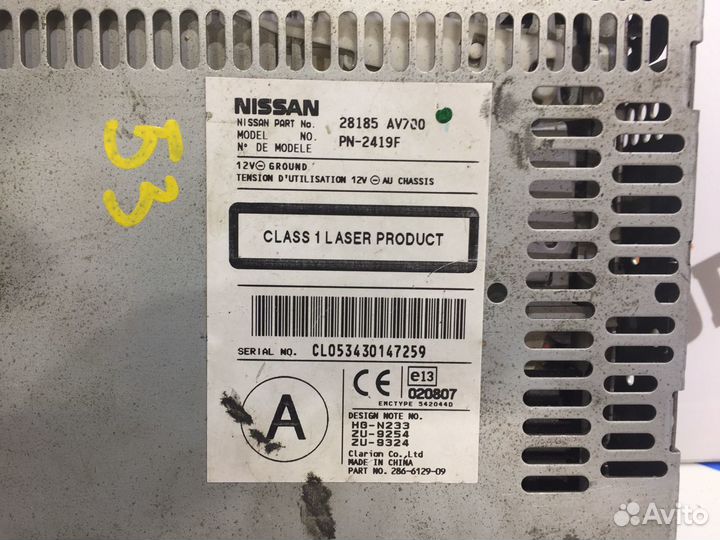 53
NISSAN
NISSAN PART No. 28185 AV700
MODEL NO. PN-2419F
N° DE MODELE
12V⊖ GROUND
TENSION D'UTILISATION 12V ⊖ AU CHASSIS
CLASS 1 LASER PRODUCT
SERIAL NO. CL053430147259
A
CE
e13
020807
EMCTYPE 542044D
DESIGN NOTE NO.
HG-N233
ZU-9254
ZU-9324
Clarion Co.,Ltd
MADE IN CHINA
PART NO. 286-6129-09
Avito